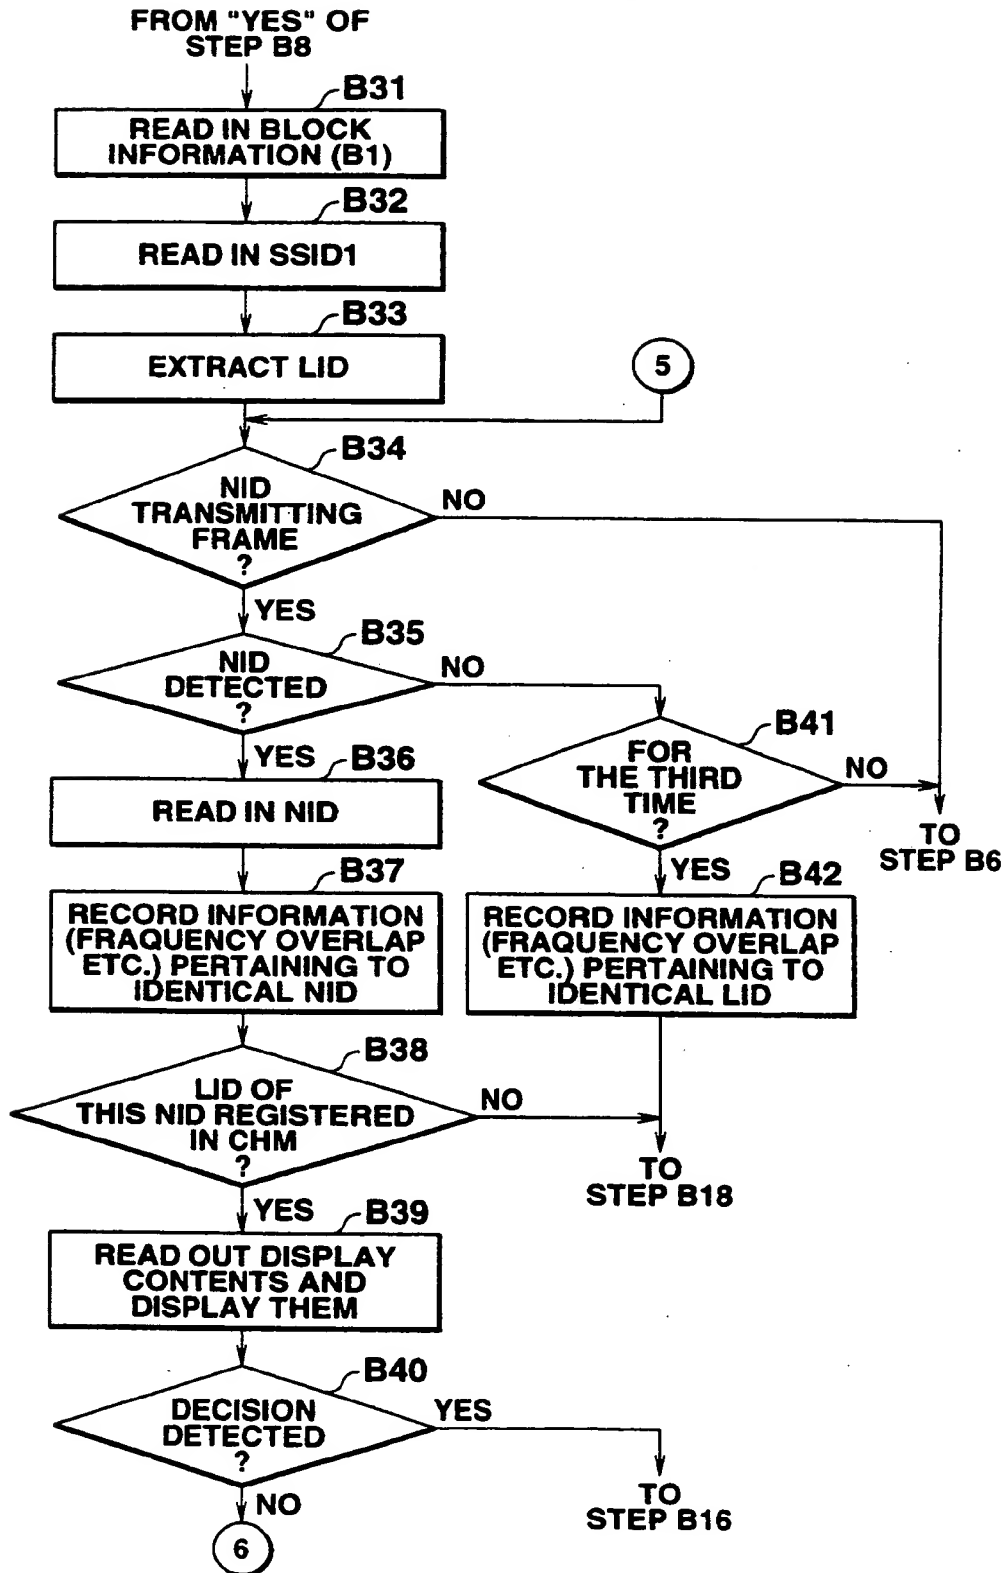 FROM "YES" OF
STEP B8
B31
READ IN BLOCK
INFORMATION (B1)
B32
READ IN SSID1
B33
EXTRACT LID
5
B34
NID
TRANSMITTING
FRAME
?
NO
YES
B35
NID
DETECTED
?
NO
B41
FOR
THE THIRD
TIME
?
NO
TO
STEP B6
YES
B36
READ IN NID
YES
B42
B37
RECORD INFORMATION
(FRAQUENCY OVERLAP
ETC.) PERTAINING TO
IDENTICAL NID
RECORD INFORMATION
(FRAQUENCY OVERLAP
ETC.) PERTAINING TO
IDENTICAL LID
B38
LID OF
THIS NID REGISTERED
IN CHM
?
NO
TO
STEP B18
YES
B39
READ OUT DISPLAY
CONTENTS AND
DISPLAY THEM
B40
DECISION
DETECTED
?
YES
TO
STEP B16
NO
6